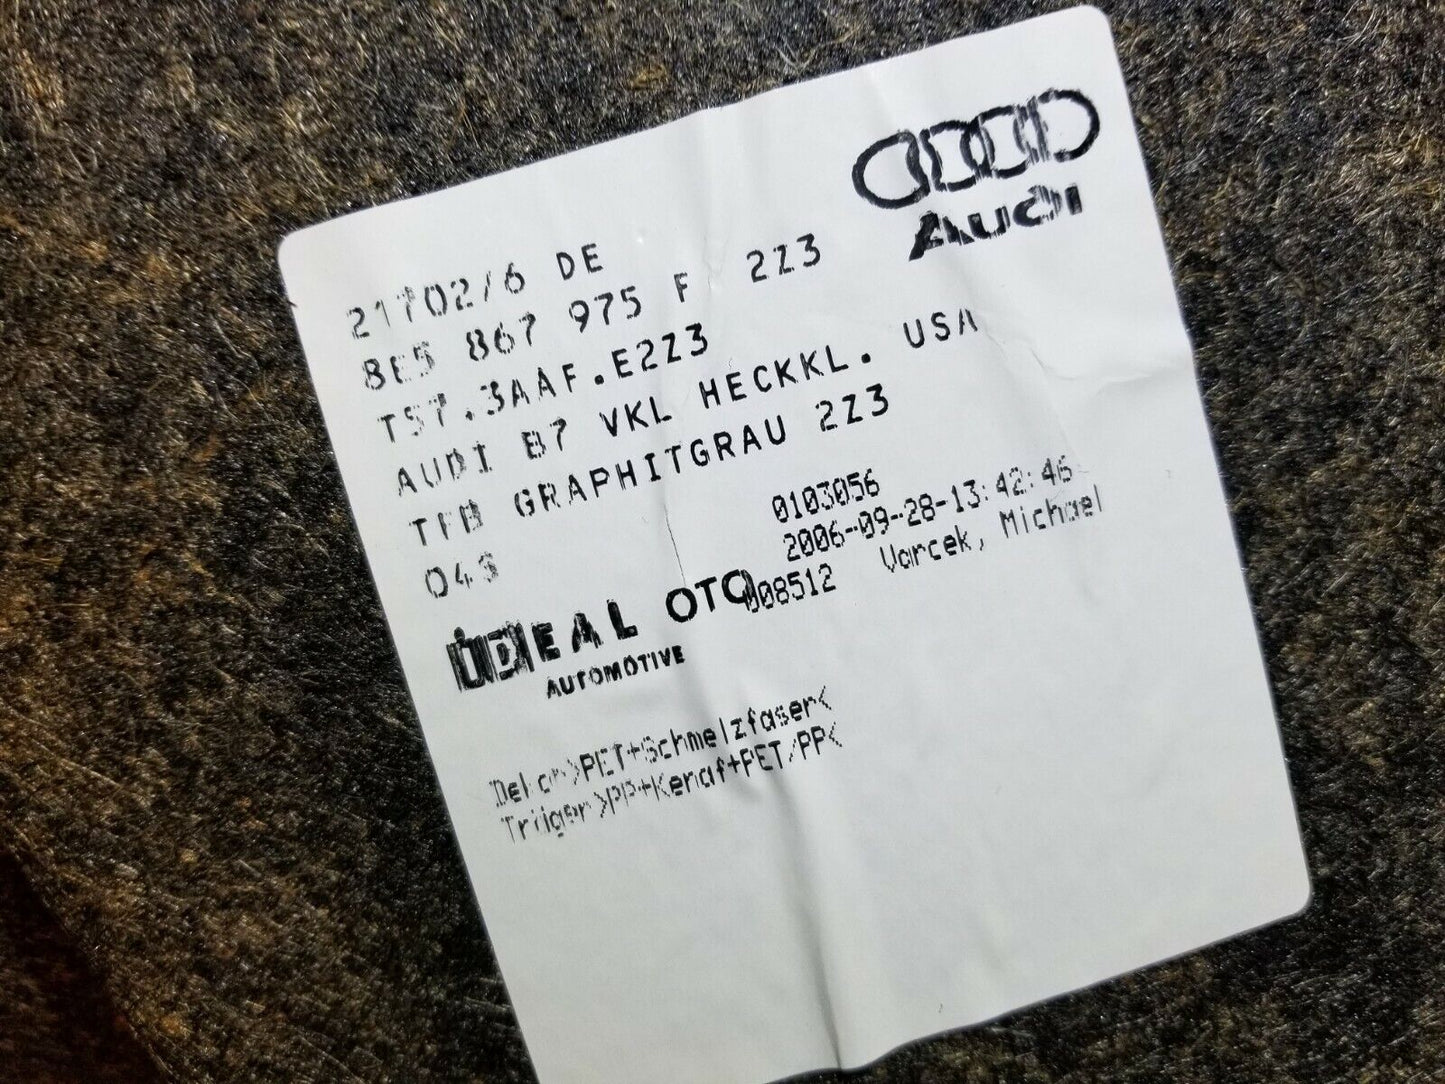 Audi
21702/6 DE
8E5 867 975 F 2Z3
TS7.3AAF.E2Z3
AUDI B7 VKL HECKKL. USA
TFB GRAPHITGRAU 2Z3
043
0103056
2006-09-28-13:42:46
008512 Varcek, Michael
IDEAL OTO
AUTOMOTIVE
Dekor>PET+Schmelzfaser<
Träger>PP+Kenaf+PET/PP<